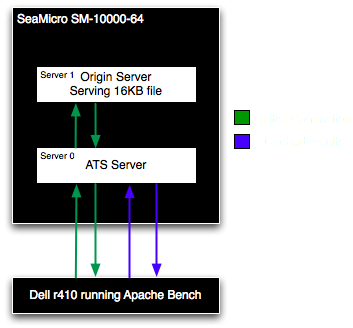 SeaMicro SM-10000-64
Server 1
Origin Server
Serving 16KB file
Server 0
ATS Server
Dell r410 running Apache Bench